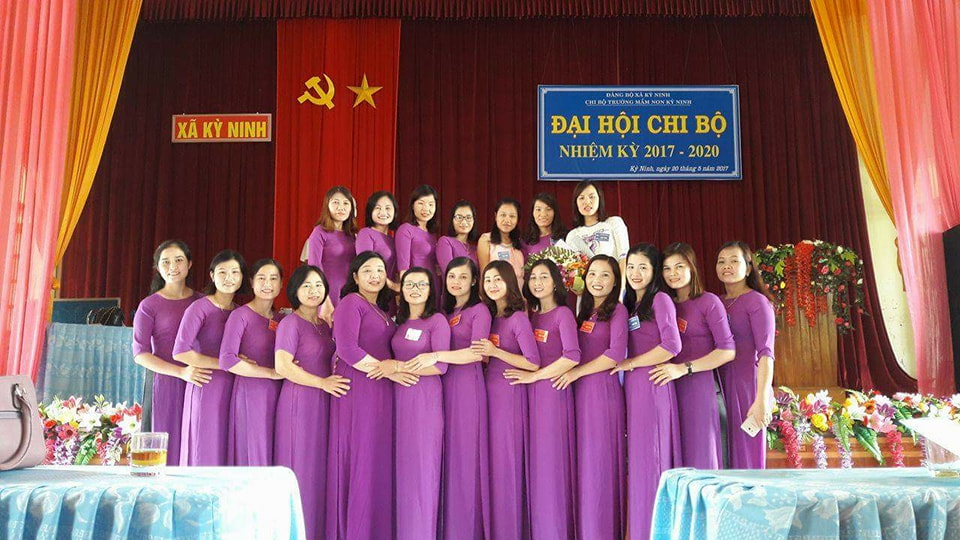 XÃ KỲ NINH
ĐẢNG BỘ XÃ KỲ NINH
CHI BỘ TRƯỜNG MẦM NON KỲ NINH
ĐẠI HỘI CHI BỘ
NHIỆM KỲ 2017 - 2020
Kỳ Ninh, ngày 20 tháng 5 năm 2017